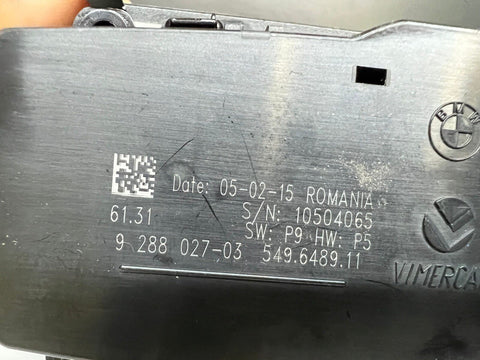 BMW
Date: 05-02-15 ROMANIA
61.31 S/N: 10504065
SW: P9 HW: P5
9 288 027-03 549.6489.11
VIMERCA